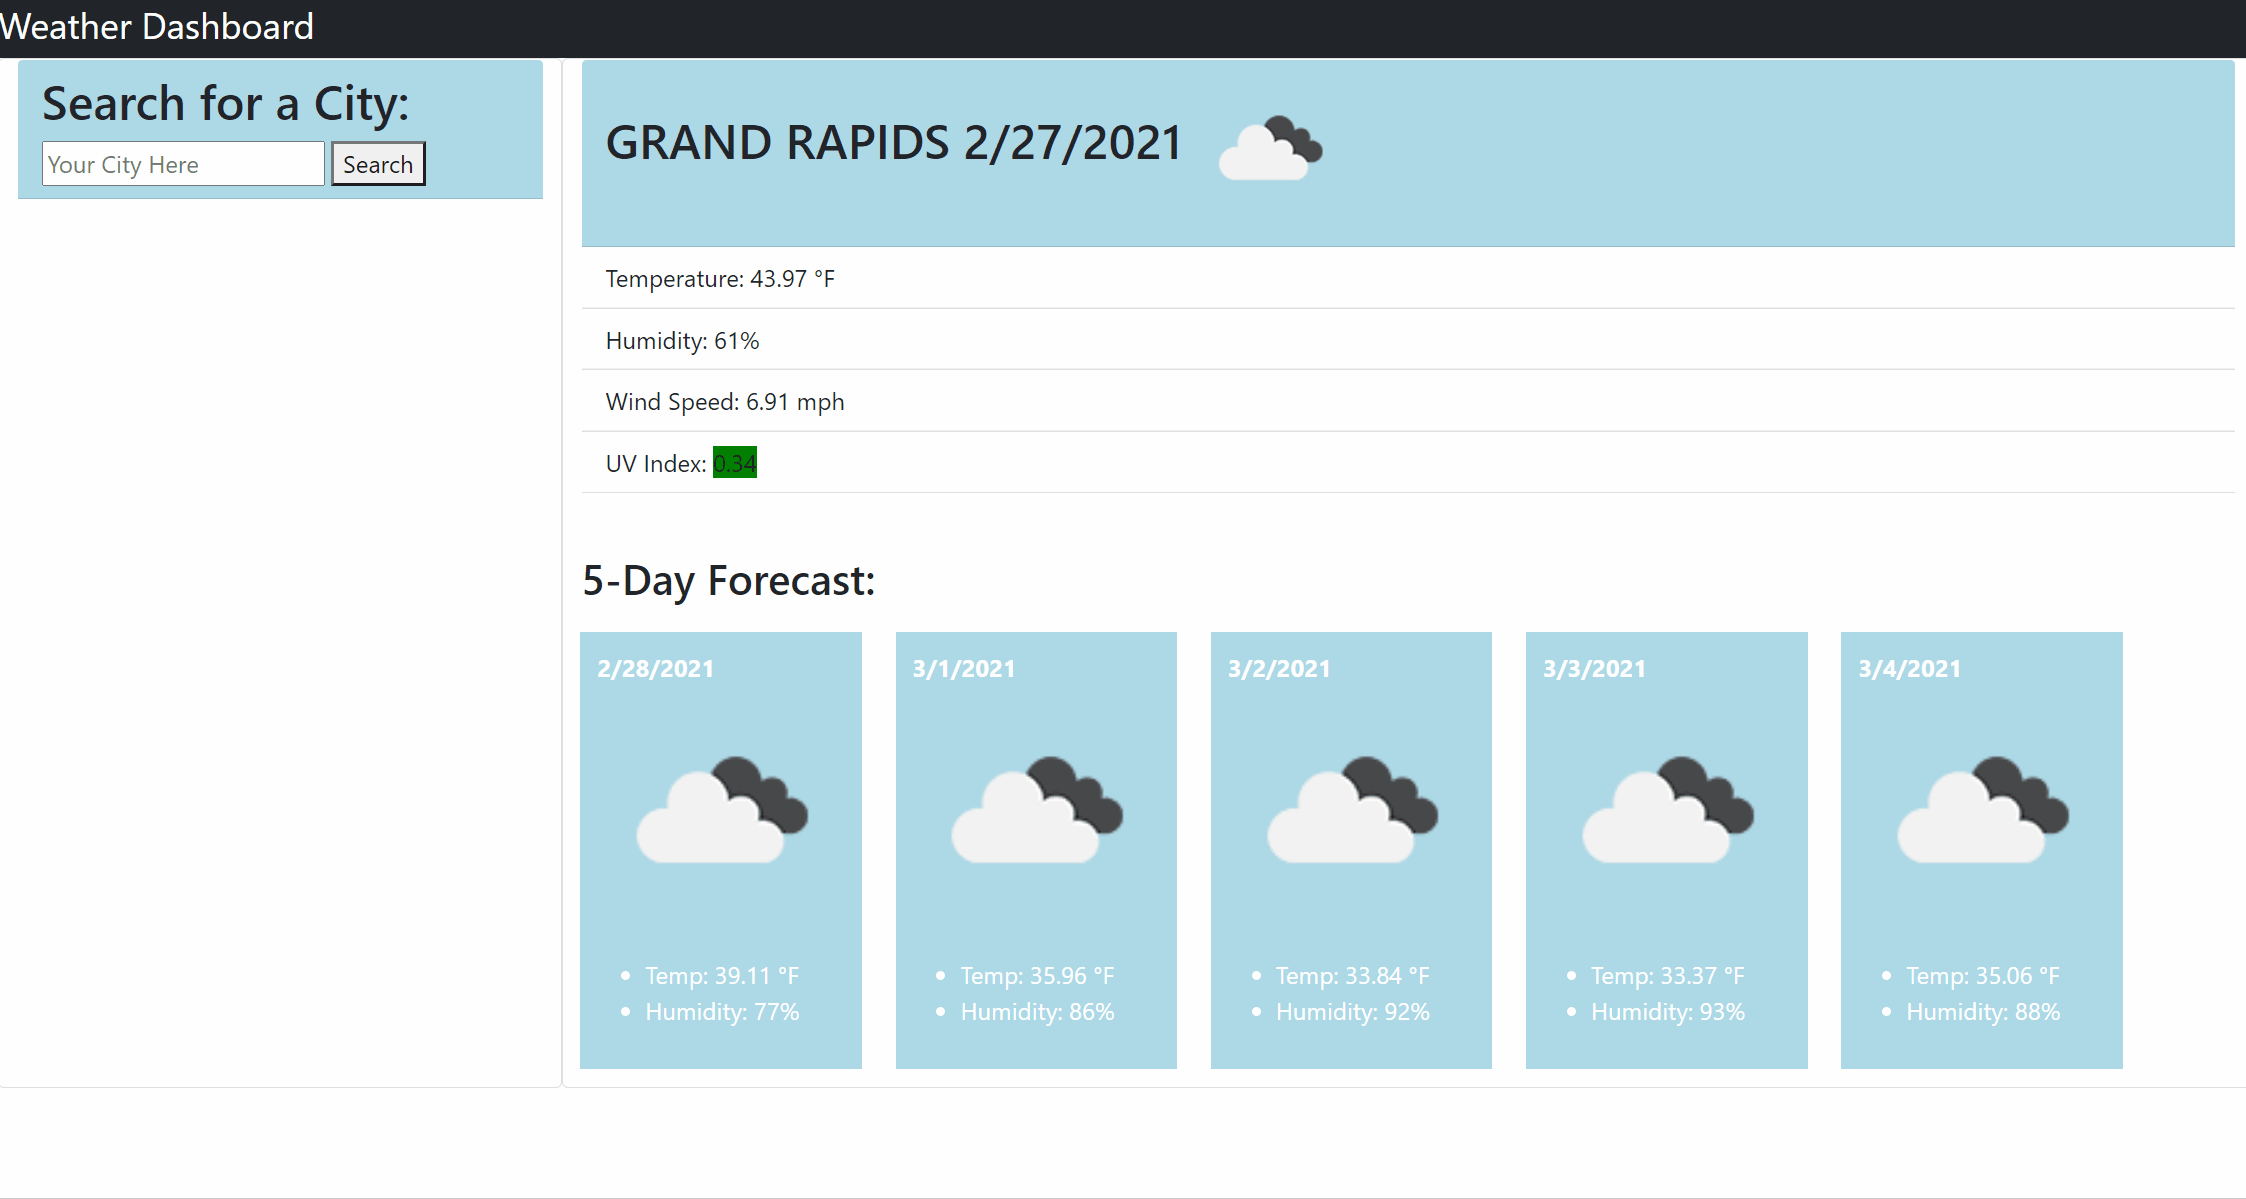 Weather Dashboard
Search for a City:
Your City Here
Search
GRAND RAPIDS 2/27/2021
Temperature: 43.97 °F
Humidity: 61%
Wind Speed: 6.91 mph
UV Index: 0.34
5-Day Forecast:
2/28/2021
Temp: 39.11 °F
Humidity: 77%
3/1/2021
Temp: 35.96 °F
Humidity: 86%
3/2/2021
Temp: 33.84 °F
Humidity: 92%
3/3/2021
Temp: 33.37 °F
Humidity: 93%
3/4/2021
Temp: 35.06 °F
Humidity: 88%